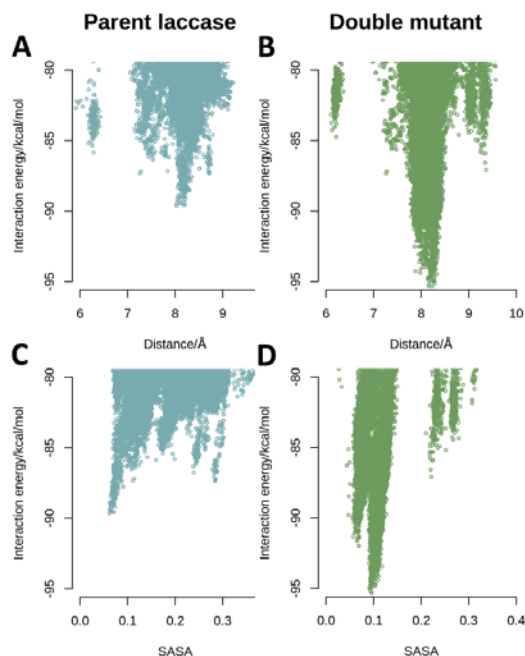 Parent laccase Double mutant
A B
Interaction energy/kcal/mol -80 -85 -90 -95 Interaction energy/kcal/mol -80 -85 -90 -95
6 7 8 9 6 7 8 9 10
Distance/Å Distance/Å
C D
Interaction energy/kcal/mol -80 -85 -90 -95 Interaction energy/kcal/mol -80 -85 -90 -95
0.0 0.1 0.2 0.3 0.0 0.1 0.2 0.3 0.4
SASA SASA